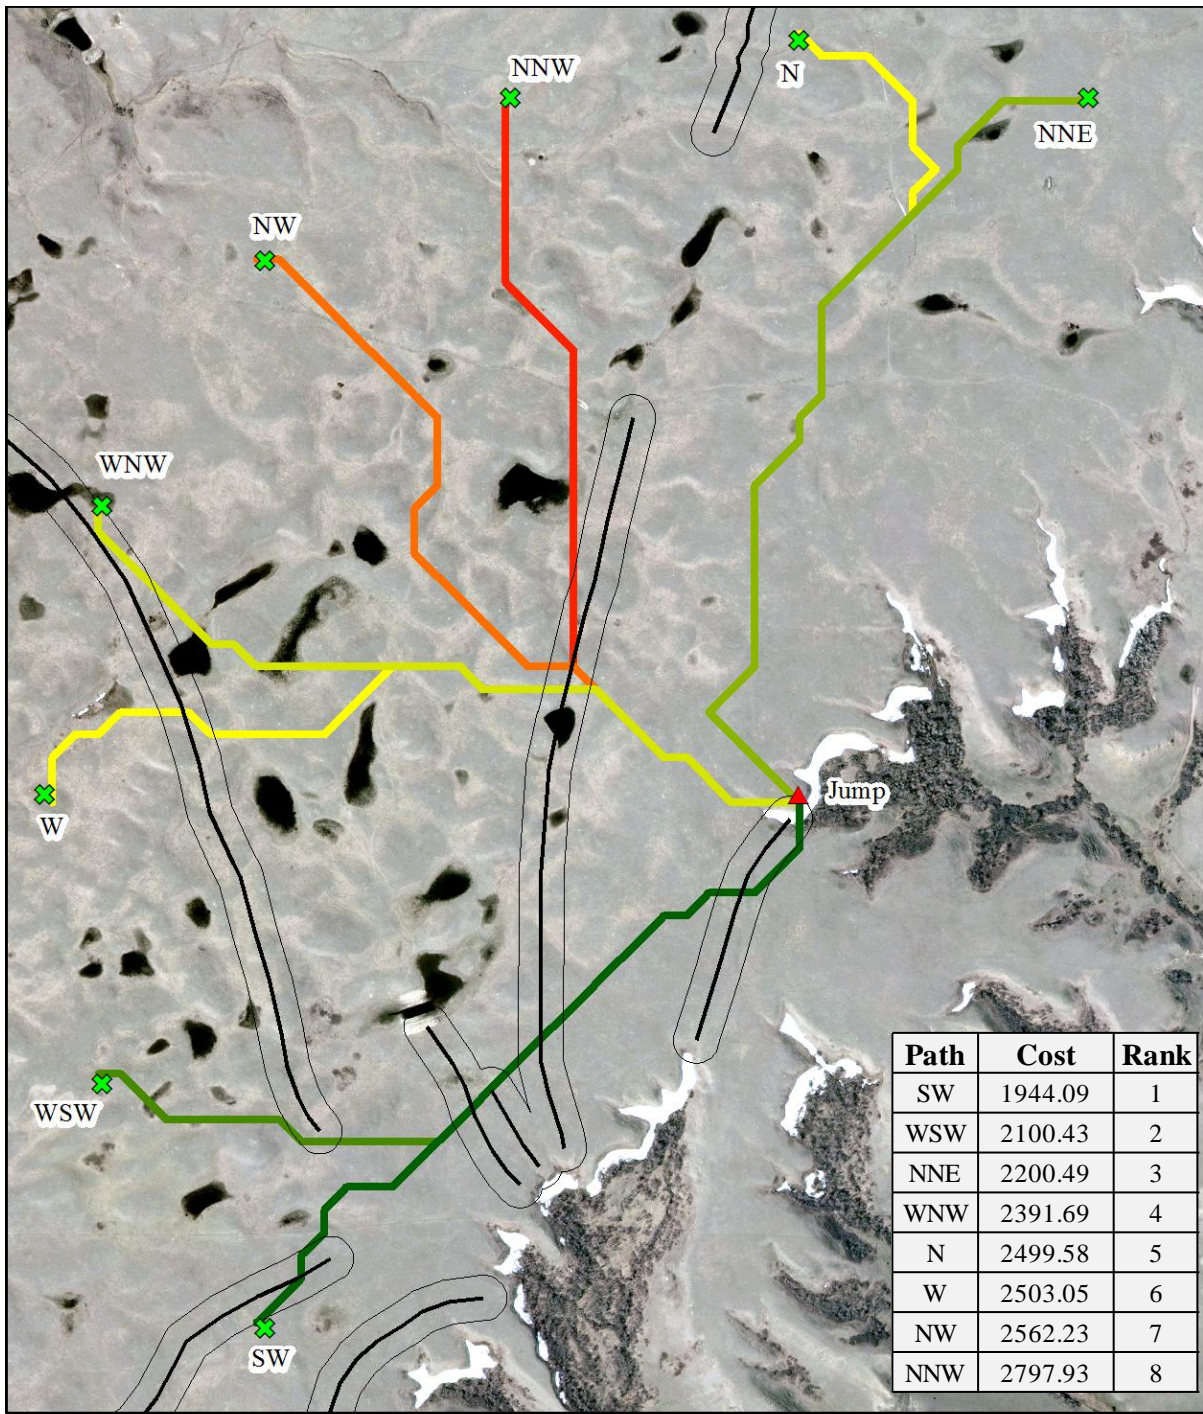 N
NNW
NNE
NW
WNW
Jump
W
WSW
SW
Path Cost Rank
SW 1944.09 1
WSW 2100.43 2
NNE 2200.49 3
WNW 2391.69 4
N 2499.58 5
W 2503.05 6
NW 2562.23 7
NNW 2797.93 8